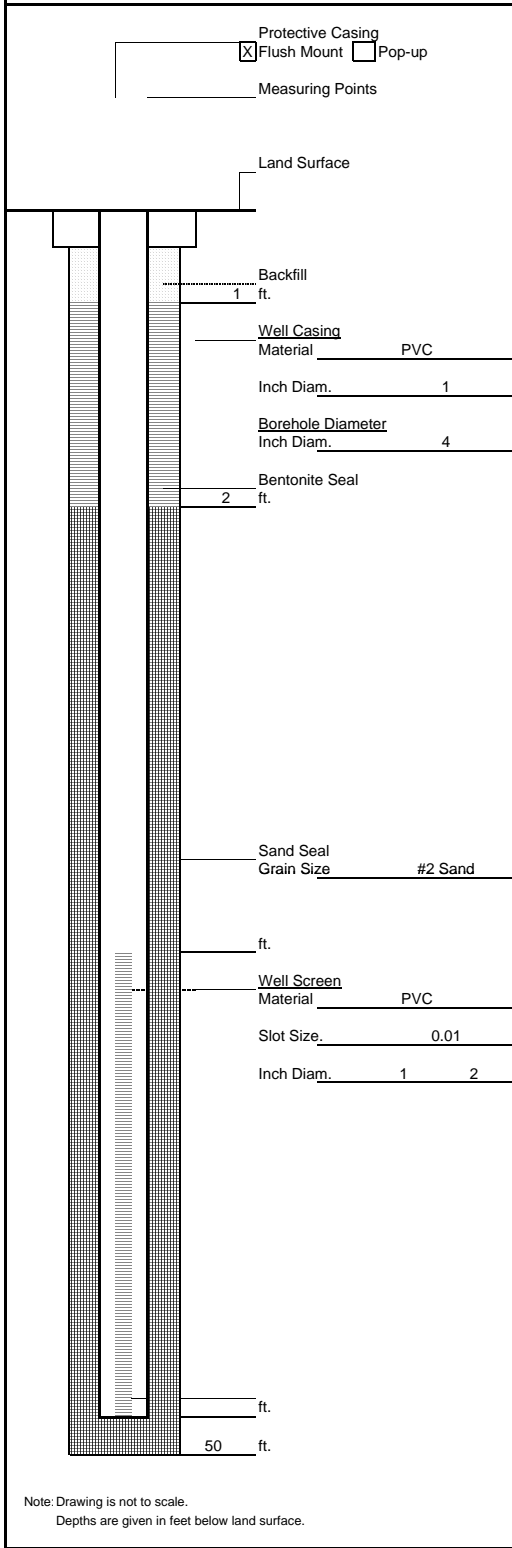 Protective Casing
X Flush Mount Pop-up
Measuring Points
Land Surface
Backfill
1 ft.
Well Casing
Material PVC
Inch Diam. 1
Borehole Diameter
Inch Diam. 4
Bentonite Seal
2 ft.
Sand Seal
Grain Size #2 Sand
ft.
Well Screen
Material PVC
Slot Size. 0.01
Inch Diam. 1 2
ft.
50 ft.
Note: Drawing is not to scale.
Depths are given in feet below land surface.